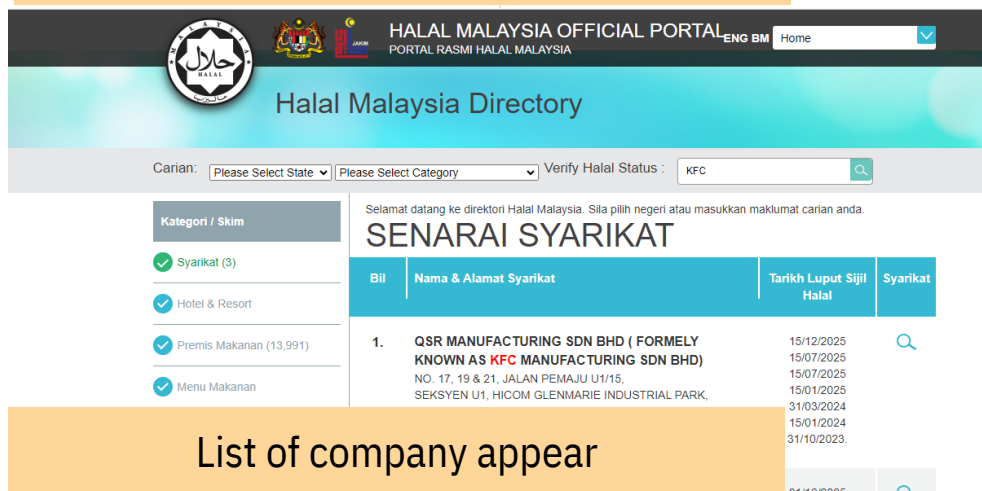 HALAL MALAYSIA OFFICIAL PORTAL
PORTAL RASMI HALAL MALAYSIA
ENG BM Home
حلال
HALAL
JAKIM
Halal Malaysia Directory
Carian: Please Select State Please Select Category Verify Halal Status : KFC
Kategori / Skim
Syarikat (3)
Hotel & Resort
Premis Makanan (13,991)
Menu Makanan
Selamat datang ke direktori Halal Malaysia. Sila pilih negeri atau masukkan maklumat carian anda.
SENARAI SYARIKAT
Bil Nama & Alamat Syarikat Tarikh Luput Sijil Halal Syarikat
1. QSR MANUFACTURING SDN BHD ( FORMELY
KNOWN AS KFC MANUFACTURING SDN BHD)
NO. 17, 19 & 21, JALAN PEMAJU U1/15,
SEKSYEN U1, HICOM GLENMARIE INDUSTRIAL PARK,
15/12/2025
15/07/2025
15/07/2025
15/01/2025
31/03/2024
15/01/2024
31/10/2023.
List of company appear